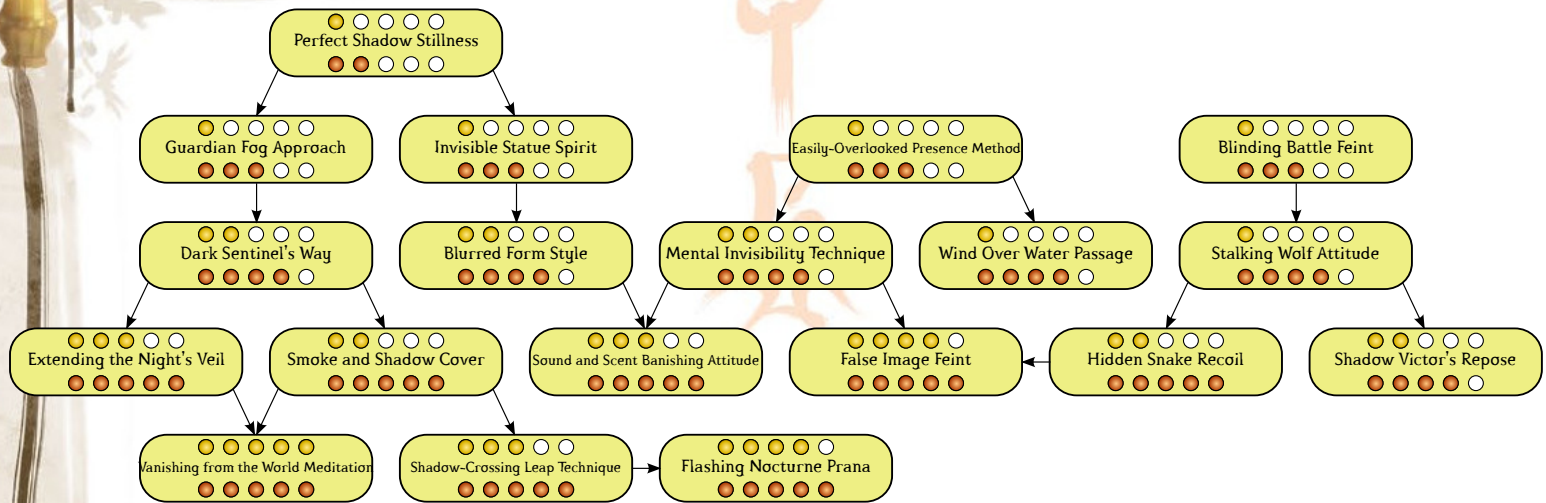 Perfect Shadow Stillness
Guardian Fog Approach
Invisible Statue Spirit
Easily-Overlooked Presence Method
Blinding Battle Feint
Dark Sentinel's Way
Blurred Form Style
Mental Invisibility Technique
Wind Over Water Passage
Stalking Wolf Attitude
Extending the Night's Veil
Smoke and Shadow Cover
Sound and Scent Banishing Attitude
False Image Feint
Hidden Snake Recoil
Shadow Victor's Repose
Vanishing from the World Meditation
Shadow-Crossing Leap Technique
Flashing Nocturne Prana